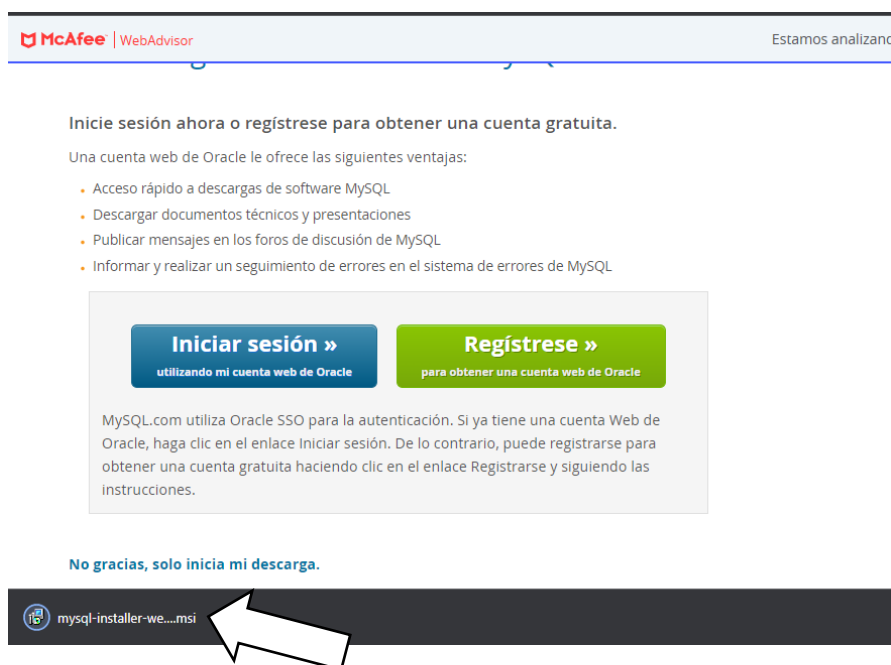 McAfee | WebAdvisor
Estamos analizand
Inicie sesión ahora o regístrese para obtener una cuenta gratuita.
Una cuenta web de Oracle le ofrece las siguientes ventajas:
• Acceso rápido a descargas de software MySQL
• Descargar documentos técnicos y presentaciones
• Publicar mensajes en los foros de discusión de MySQL
• Informar y realizar un seguimiento de errores en el sistema de errores de MySQL
Iniciar sesión »
utilizando mi cuenta web de Oracle
Regístrese »
para obtener una cuenta web de Oracle
MySQL.com utiliza Oracle SSO para la autenticación. Si ya tiene una cuenta Web de
Oracle, haga clic en el enlace Iniciar sesión. De lo contrario, puede registrarse para
obtener una cuenta gratuita haciendo clic en el enlace Registrarse y siguiendo las
instrucciones.
No gracias, solo inicia mi descarga.
mysql-installer-we....msi